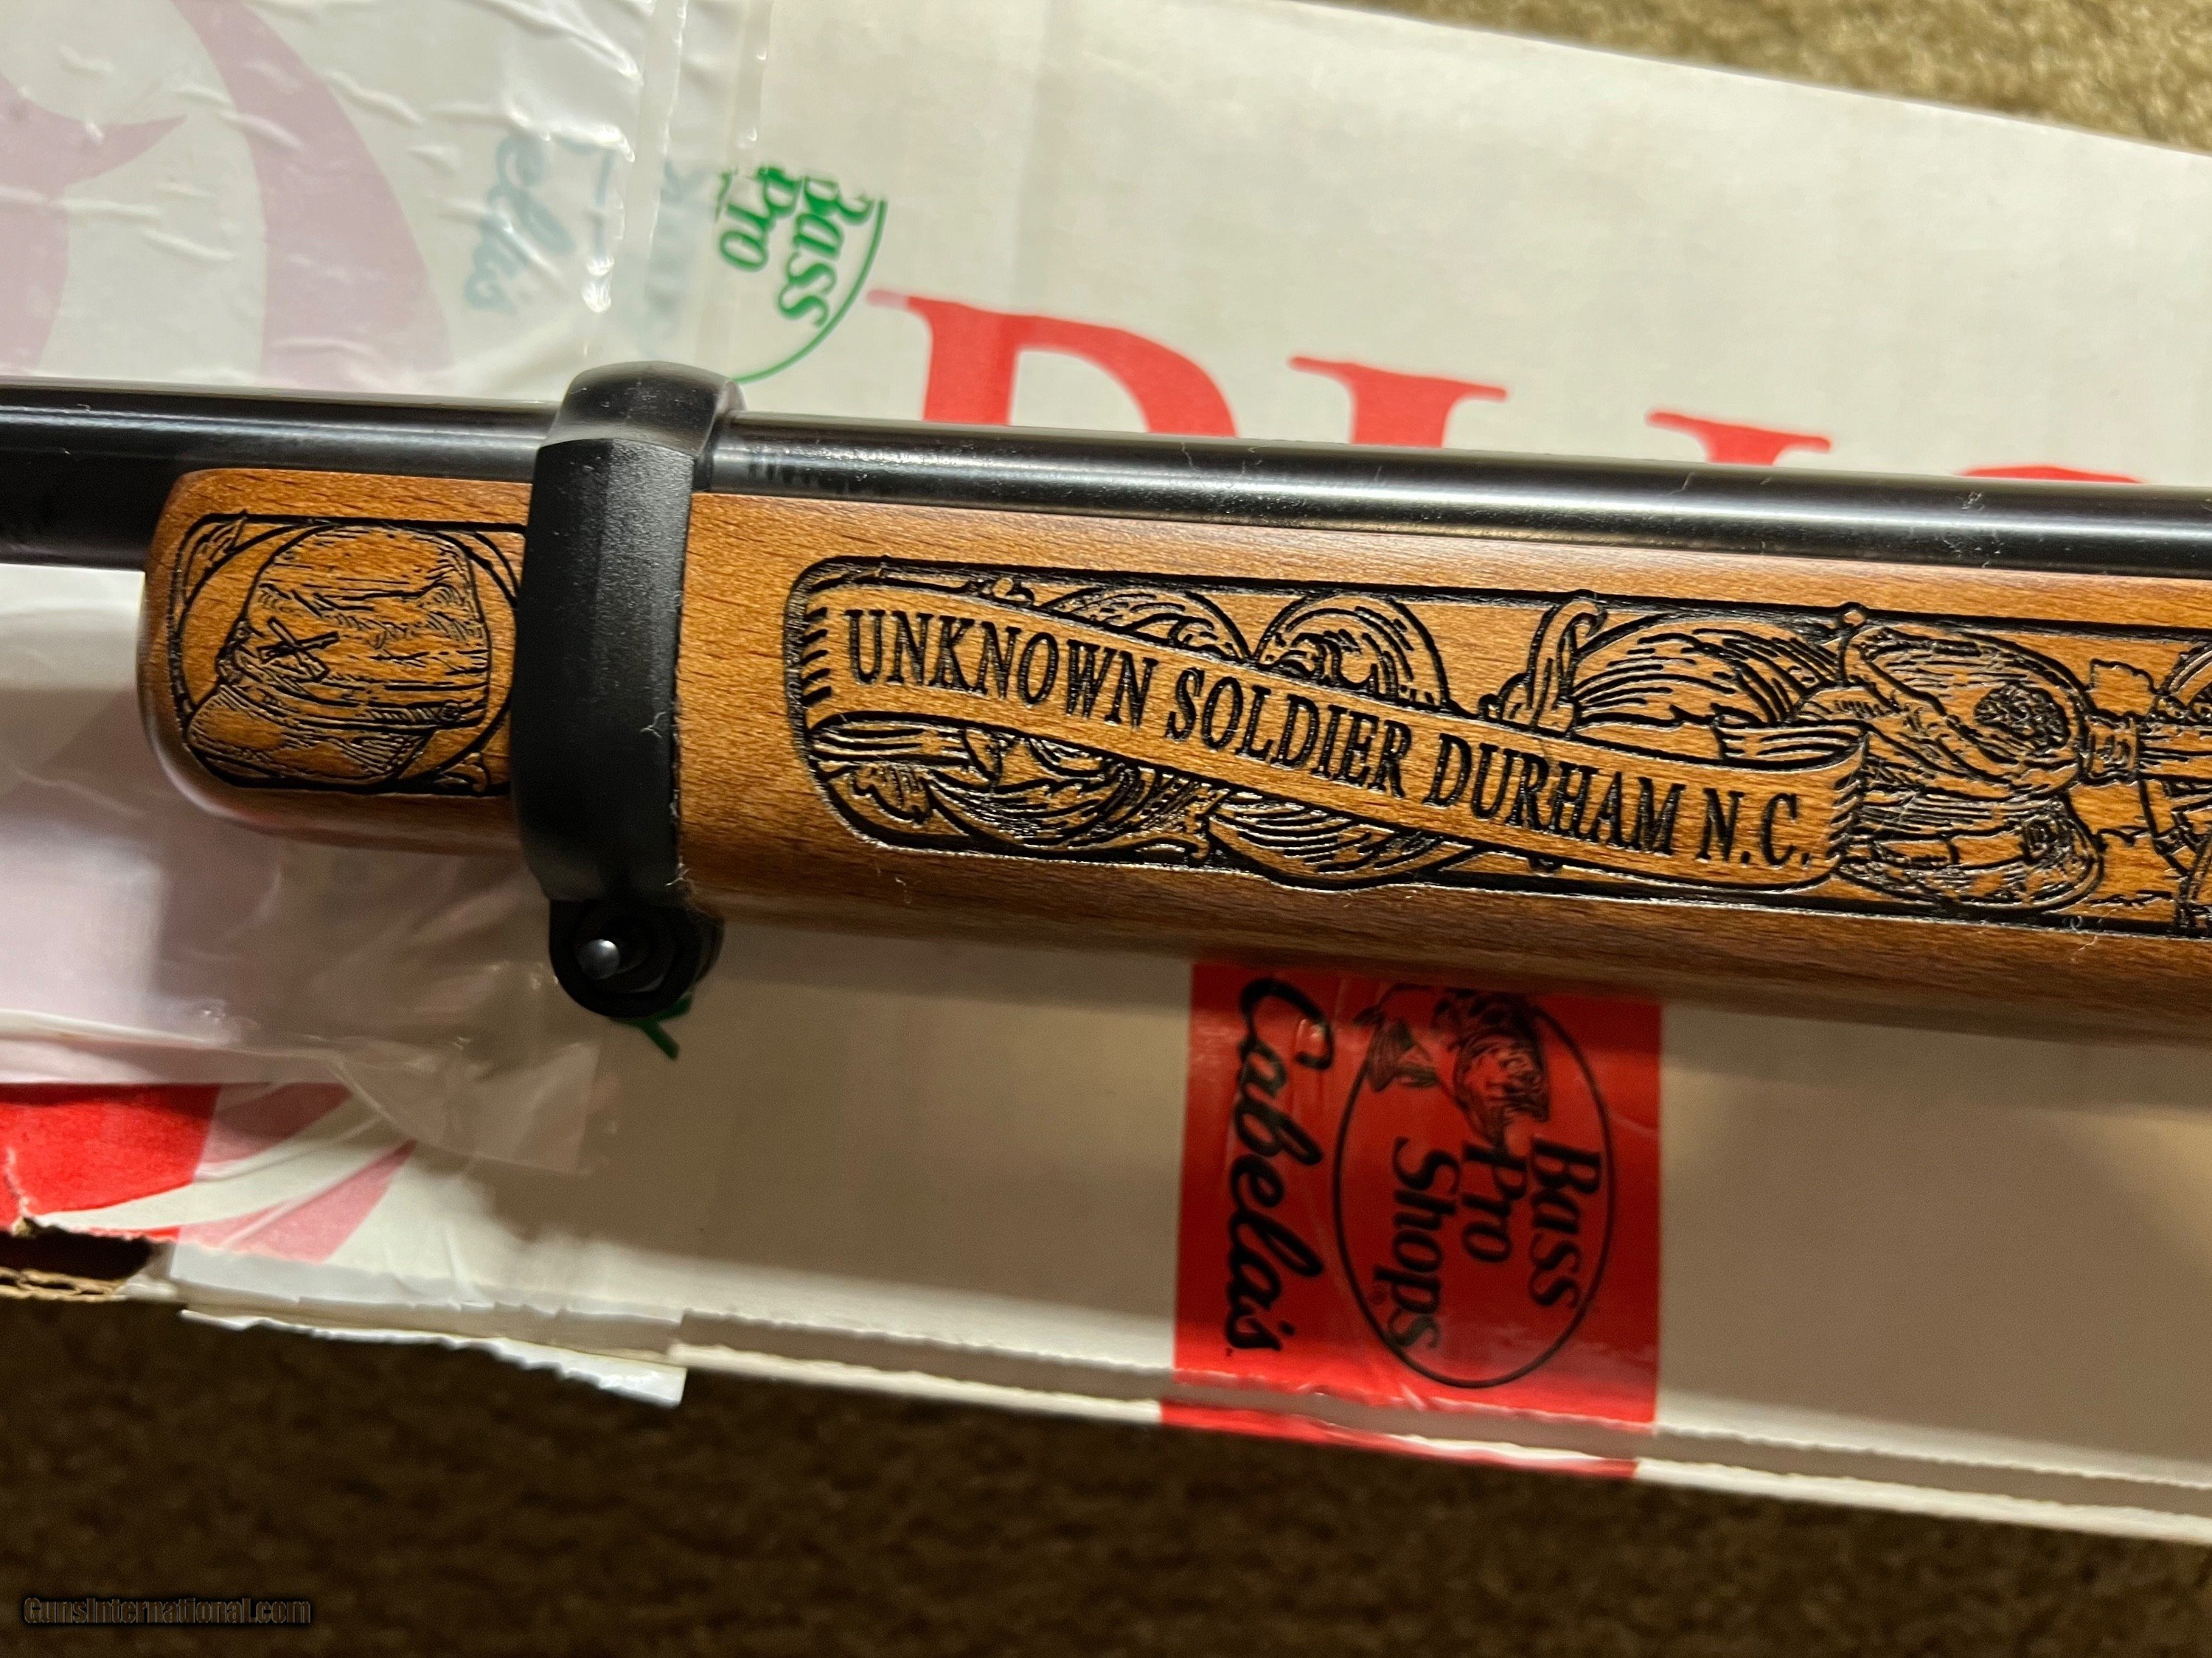 Bass
Pro
UNKNOWN SOLDIER DURHAM N.C.
Bass
Pro
Shops
Cabela's
GunsInternational.com